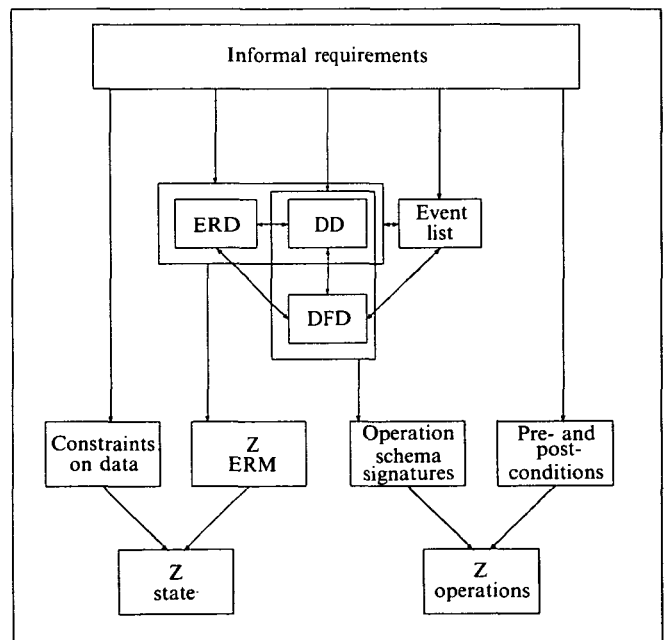 Informal requirements
ERD
DD
Event
list
DFD
Constraints
on data
Z
ERM
Operation
schema
signatures
Pre- and
post-
conditions
Z
state
Z
operations